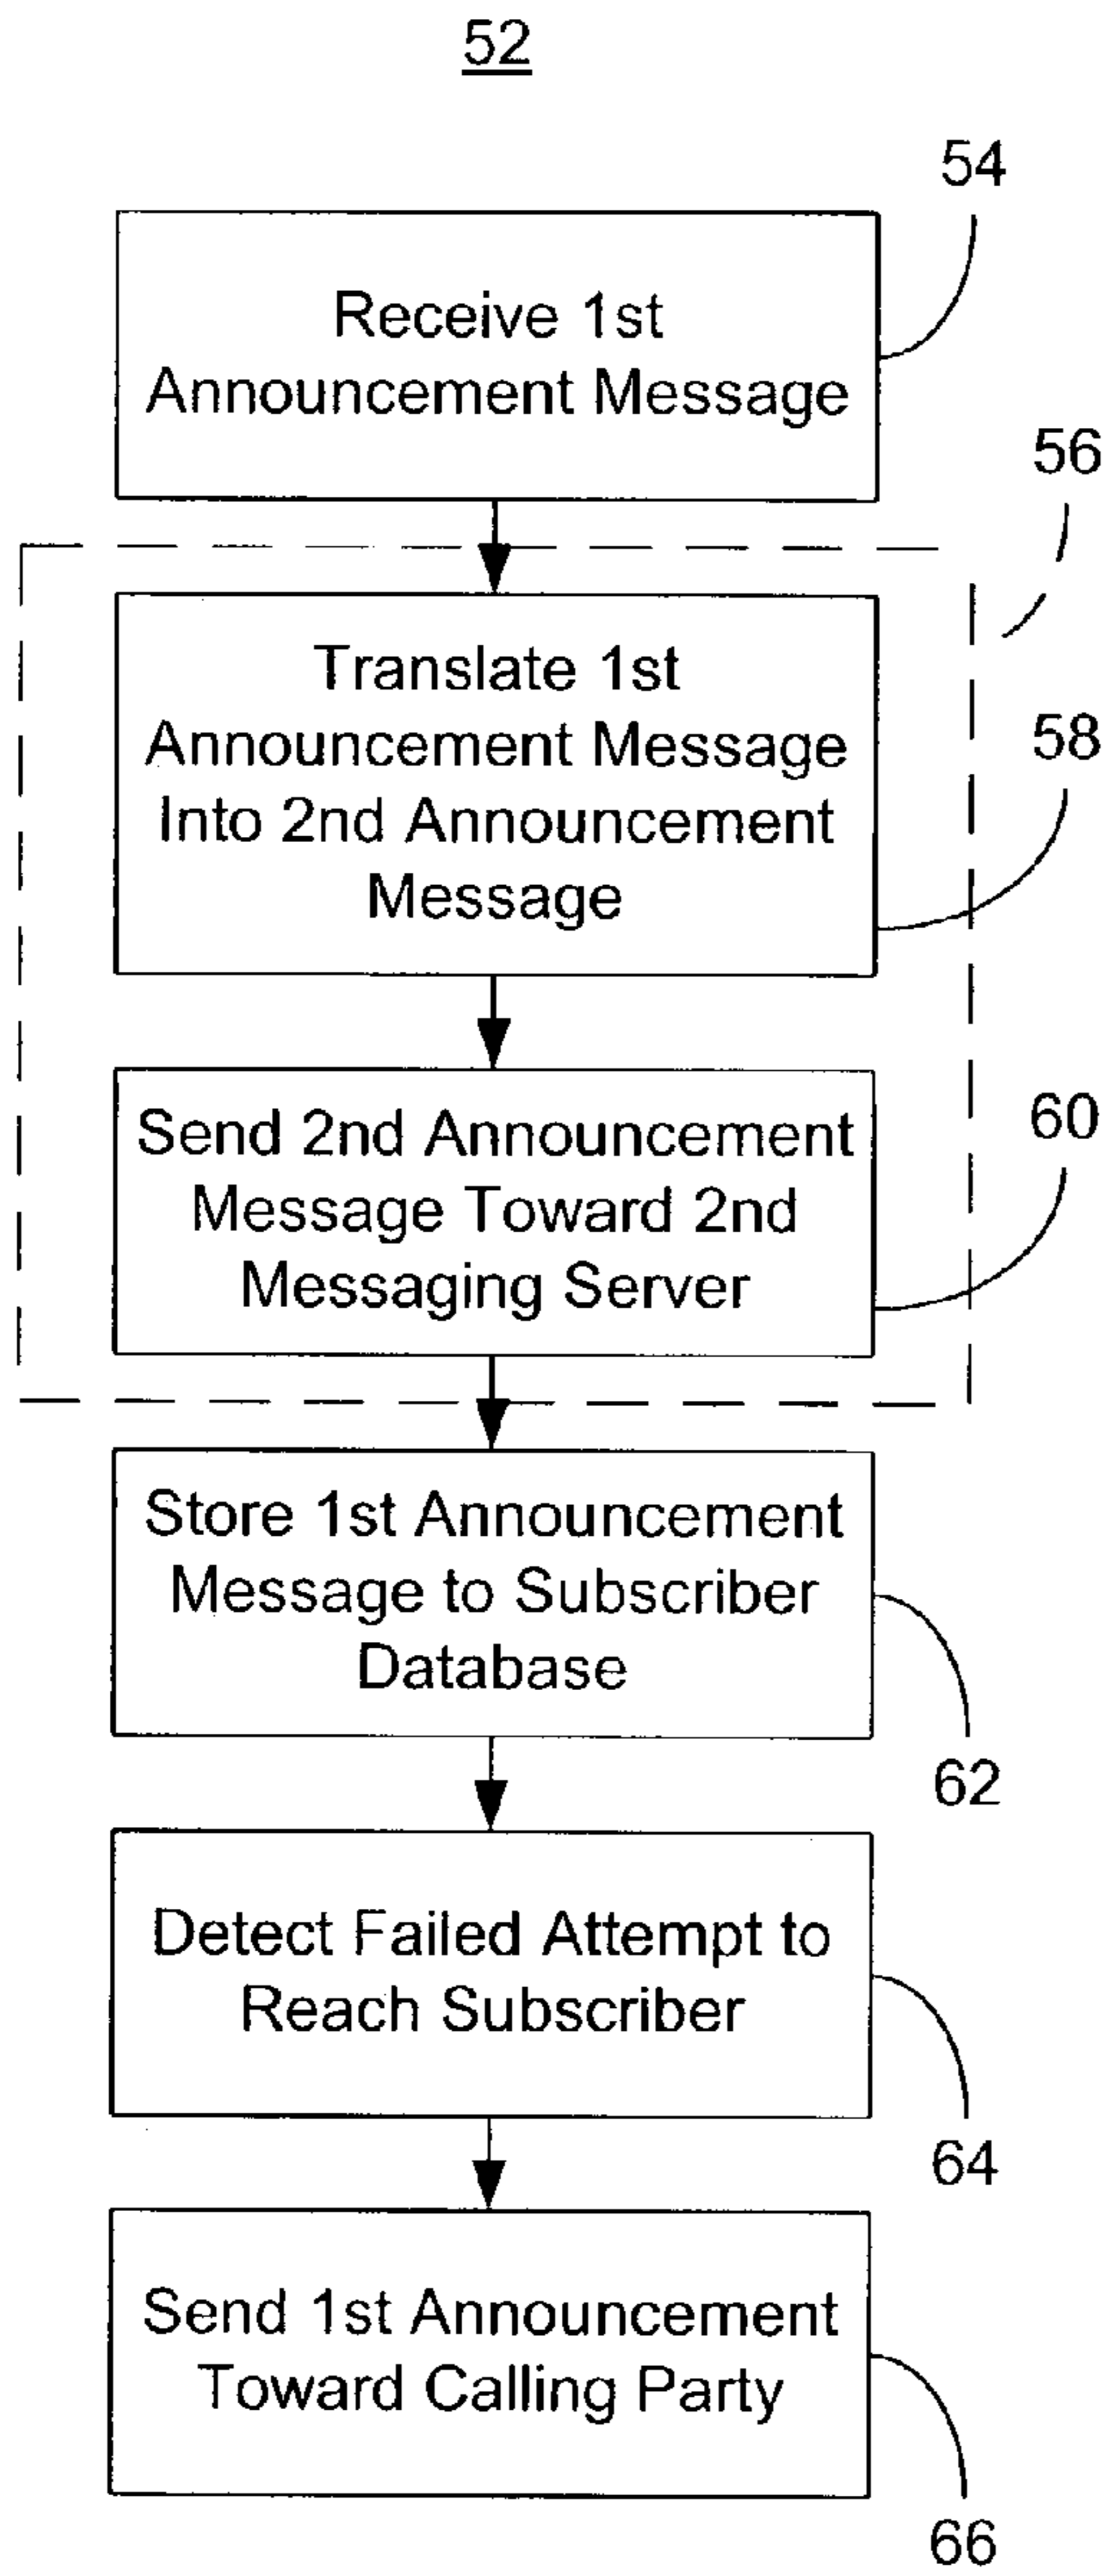 52
54
Receive 1st
Announcement Message
56
Translate 1st
Announcement Message
Into 2nd Announcement
Message
58
Send 2nd Announcement
Message Toward 2nd
Messaging Server
60
Store 1st Announcement
Message to Subscriber
Database
62
Detect Failed Attempt to
Reach Subscriber
64
Send 1st Announcement
Toward Calling Party
66